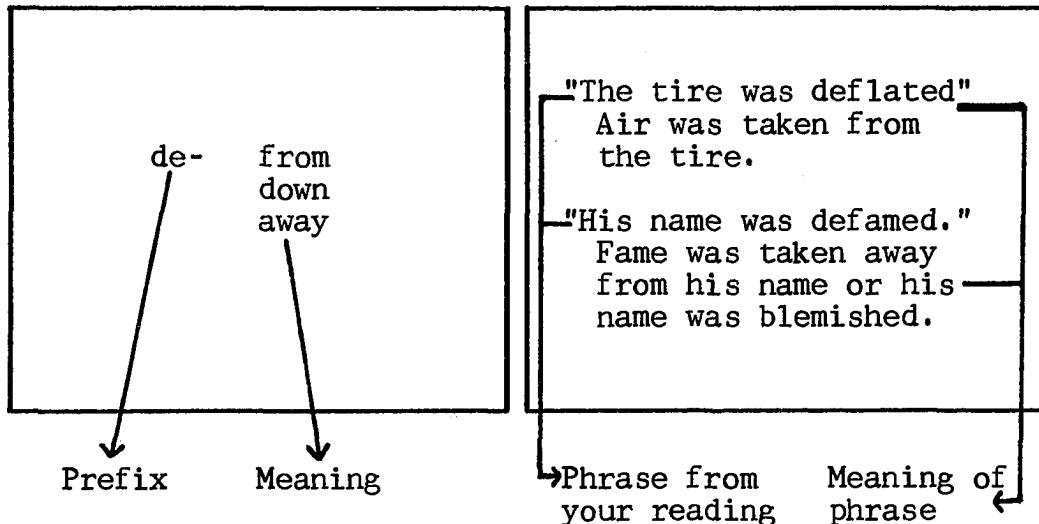 de- from
down
away
Prefix Meaning
"The tire was deflated"
Air was taken from
the tire.
"His name was defamed."
Fame was taken away
from his name or his
name was blemished.
Phrase from Meaning of
your reading phrase